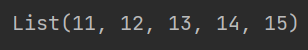 List(11, 12, 13, 14, 15)